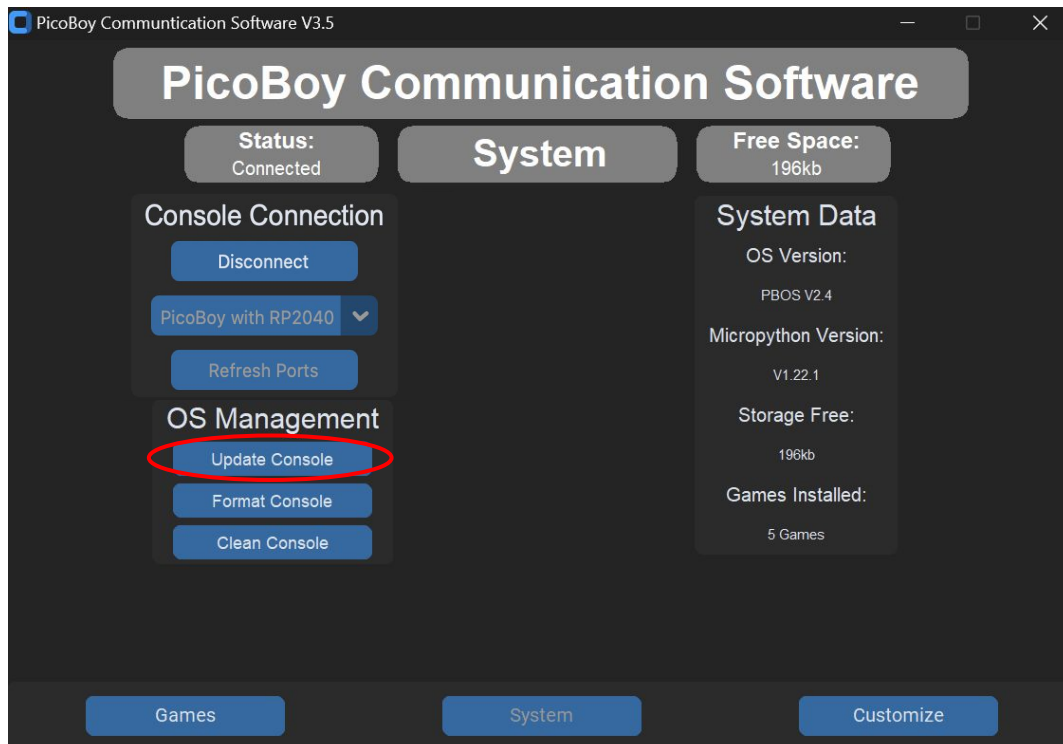 PicoBoy Communtication Software V3.5
PicoBoy Communication Software
Status:
Connected
System
Free Space:
196kb
Console Connection
Disconnect
PicoBoy with RP2040
Refresh Ports
OS Management
Update Console
Format Console
Clean Console
System Data
OS Version:
PBOS V2.4
Micropython Version:
V1.22.1
Storage Free:
196kb
Games Installed:
5 Games
Games
System
Customize